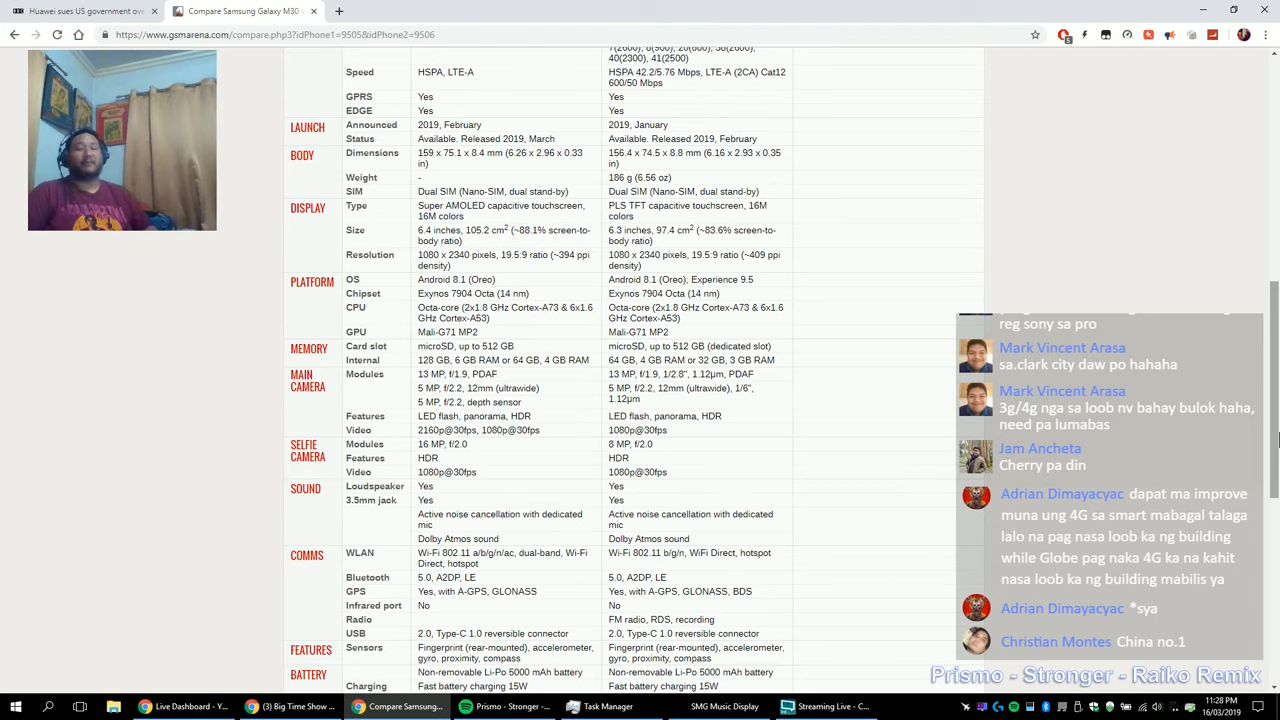 Huawei sues US government ove
Compare Samsung Galaxy M30 -
https://www.gsmarena.com/compare.php3?idPhone1=9505&idPhone2=9506
5
7(2600), 8(900), 20(800), 38(2600),
40(2300), 41(2500)
Speed HSPA, LTE-A HSPA 42.2/5.76 Mbps, LTE-A (2CA) Cat12
600/50 Mbps
GPRS Yes Yes
EDGE Yes Yes
LAUNCH Announced 2019, February 2019, January
Status Available. Released 2019, March Available. Released 2019, February
BODY Dimensions 159 x 75.1 x 8.4 mm (6.26 x 2.96 x 0.33 156.4 x 74.5 x 8.8 mm (6.16 x 2.93 x 0.35
in) in)
Weight - 186 g (6.56 oz)
SIM Dual SIM (Nano-SIM, dual stand-by) Dual SIM (Nano-SIM, dual stand-by)
DISPLAY Type Super AMOLED capacitive touchscreen, PLS TFT capacitive touchscreen, 16M
16M colors colors
Size 6.4 inches, 105.2 cm2 (~88.1% screen-to- 6.3 inches, 97.4 cm2 (~83.6% screen-to-
body ratio) body ratio)
Resolution 1080 x 2340 pixels, 19.5:9 ratio (~394 ppi 1080 x 2340 pixels, 19.5:9 ratio (~409 ppi
density) density)
PLATFORM OS Android 8.1 (Oreo) Android 8.1 (Oreo); Experience 9.5
Chipset Exynos 7904 Octa (14 nm) Exynos 7904 Octa (14 nm)
CPU Octa-core (2x1.8 GHz Cortex-A73 & 6x1.6 Octa-core (2x1.8 GHz Cortex-A73 & 6x1.6
GHz Cortex-A53) GHz Cortex-A53)
GPU Mali-G71 MP2 Mali-G71 MP2
MEMORY Card slot microSD, up to 512 GB microSD, up to 512 GB (dedicated slot)
Internal 128 GB, 6 GB RAM or 64 GB, 4 GB RAM 64 GB, 4 GB RAM or 32 GB, 3 GB RAM
MAIN CAMERA Modules 13 MP, f/1.9, PDAF 13 MP, f/1.9, 1/2.8", 1.12µm, PDAF
5 MP, f/2.2, 12mm (ultrawide) 5 MP, f/2.2, 12mm (ultrawide), 1/6",
5 MP, f/2.2, depth sensor 1.12µm
Features LED flash, panorama, HDR LED flash, panorama, HDR
Video 2160p@30fps, 1080p@30fps 1080p@30fps
SELFIE CAMERA Modules 16 MP, f/2.0 8 MP, f/2.0
Features HDR HDR
Video 1080p@30fps 1080p@30fps
SOUND Loudspeaker Yes Yes
3.5mm jack Yes Yes
Active noise cancellation with dedicated Active noise cancellation with dedicated
mic mic
Dolby Atmos sound Dolby Atmos sound
COMMS WLAN Wi-Fi 802.11 a/b/g/n/ac, dual-band, Wi-Fi Wi-Fi 802.11 b/g/n, WiFi Direct, hotspot
Direct, hotspot
Bluetooth 5.0, A2DP, LE 5.0, A2DP, LE
GPS Yes, with A-GPS, GLONASS Yes, with A-GPS, GLONASS, BDS
Infrared port No No
Radio FM radio, RDS, recording
USB 2.0, Type-C 1.0 reversible connector 2.0, Type-C 1.0 reversible connector
FEATURES Sensors Fingerprint (rear-mounted), accelerometer, Fingerprint (rear-mounted), accelerometer,
gyro, proximity, compass gyro, proximity, compass
BATTERY Non-removable Li-Po 5000 mAh battery Non-removable Li-Po 5000 mAh battery
Charging Fast battery charging 15W Fast battery charging 15W
reg sony sa pro
Mark Vincent Arasa
sa.clark city daw po hahaha
Mark Vincent Arasa
3g/4g nga sa loob nv bahay bulok haha,
need pa lumabas
Jam Ancheta
Cherry pa din
Adrian Dimayacyac dapat ma improve
muna ung 4G sa smart mabagal talaga
lalo na pag nasa loob ka ng building
while Globe pag naka 4G ka na kahit
nasa loob ka ng building mabilis ya
Adrian Dimayacyac *sya
Christian Montes China no.1
Prismo - Stronger - Raiko Remix
Live Dashboard - Y...
(3) Big Time Show ...
Compare Samsung...
Prismo - Stronger -...
Task Manager
SMG Music Display
Streaming Live - C...
11:28 PM
16/03/2019